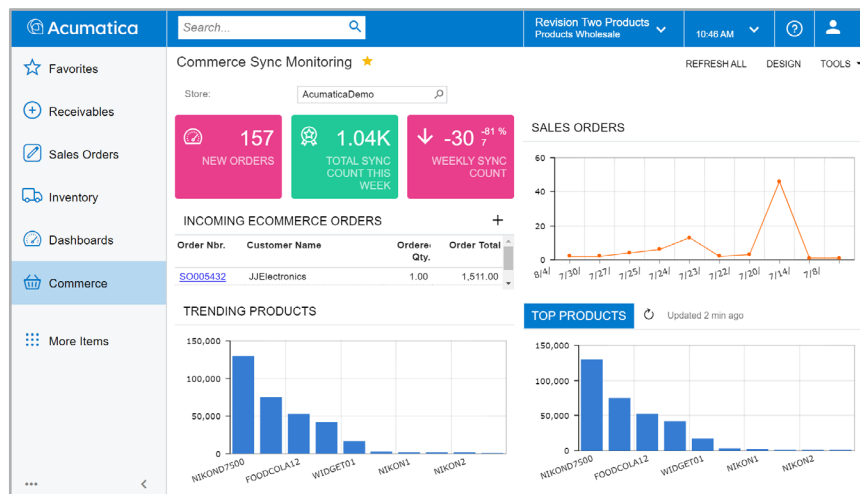 Acumatica
Search...
Revision Two Products
Products Wholesale
10:46 AM
Favorites
Receivables
Sales Orders
Inventory
Dashboards
Commerce
More Items
Commerce Sync Monitoring
REFRESH ALL DESIGN TOOLS
Store: AcumaticaDemo
157
NEW ORDERS
1.04K
TOTAL SYNC
COUNT THIS
WEEK
-30 -81 %
7
WEEKLY SYNC
COUNT
INCOMING ECOMMERCE ORDERS
Order Nbr. Customer Name Ordere Qty. Order Total
SO005432 JJElectronics 1.00 1,511.00
SALES ORDERS
60
40
20
0
8/4/ 7/30/ 7/27/ 7/25/ 7/24/ 7/23/ 7/22/ 7/20/ 7/14/ 7/8/
TRENDING PRODUCTS
150,000
100,000
50,000
0
NIKOND7500 FOODCOLA12 WIDGET01 NIKON1 NIKON2
TOP PRODUCTS Updated 2 min ago
150,000
100,000
50,000
0
NIKOND7500 FOODCOLA12 WIDGET01 NIKON1 NIKON2